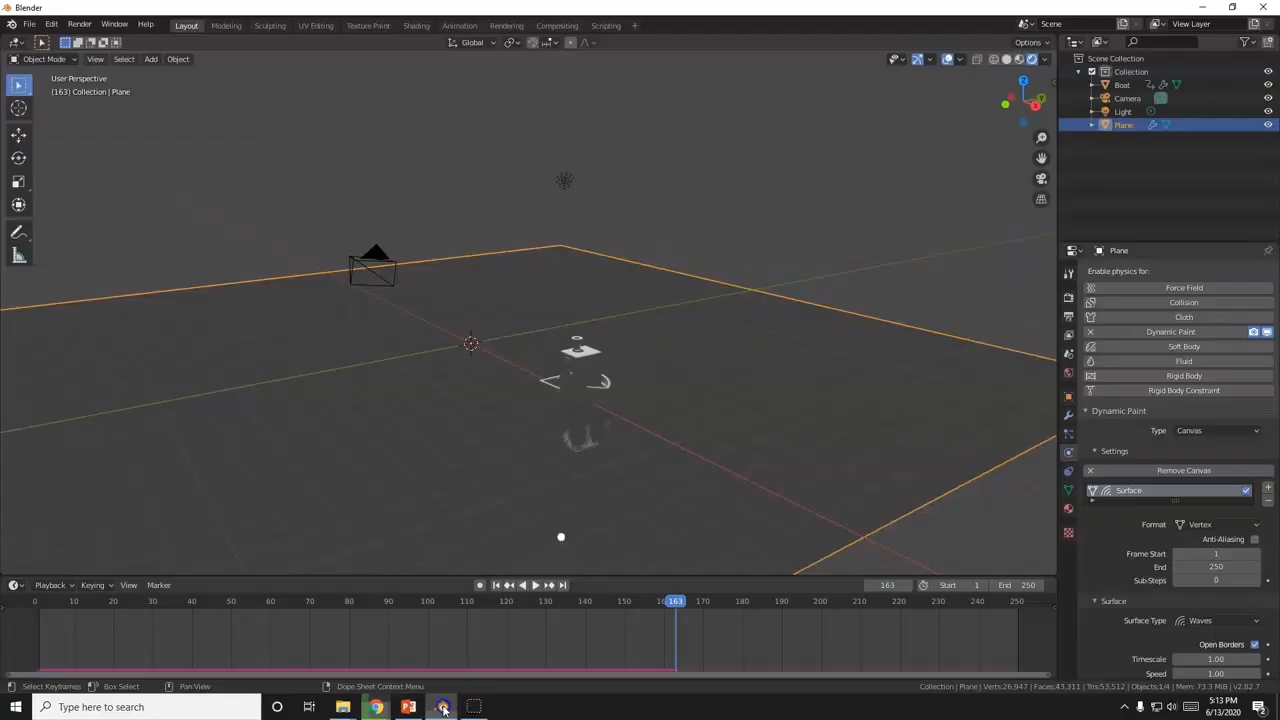 Blender
File Edit Render Window Help Layout Modeling Sculpting UV Editing Texture Paint Shading Animation Rendering Compositing Scripting + Scene View Layer
Global Options
Object Mode View Select Add Object
User Perspective
(163) Collection | Plane
Z
Y
X
Scene Collection
Collection
Boat
Camera
Light
Plane
Plane
Enable physics for:
Force Field
Collision
Cloth
Dynamic Paint
Soft Body
Fluid
Rigid Body
Rigid Body Constraint
Dynamic Paint
Type Canvas
Settings
Remove Canvas
Surface
Format Vertex
Anti-Aliasing
Frame Start 1
End 250
Sub-Steps 0
Surface
Surface Type Waves
Open Borders
Timescale 1.00
Speed 1.00
Playback Keying View Marker 163 Start 1 End 250
0 10 20 30 40 50 60 70 80 90 100 110 120 130 140 150 163 170 180 190 200 210 220 230 240 250
Select Keyframes Box Select Pan View Dope Sheet Context Menu Collection | Plane | Verts:26,947 | Faces:43,311 | Tris:53,512 | Objects:1/4 | Mem: 73.3 MiB | v2.82.7
Type here to search
5:13 PM
6/13/2020